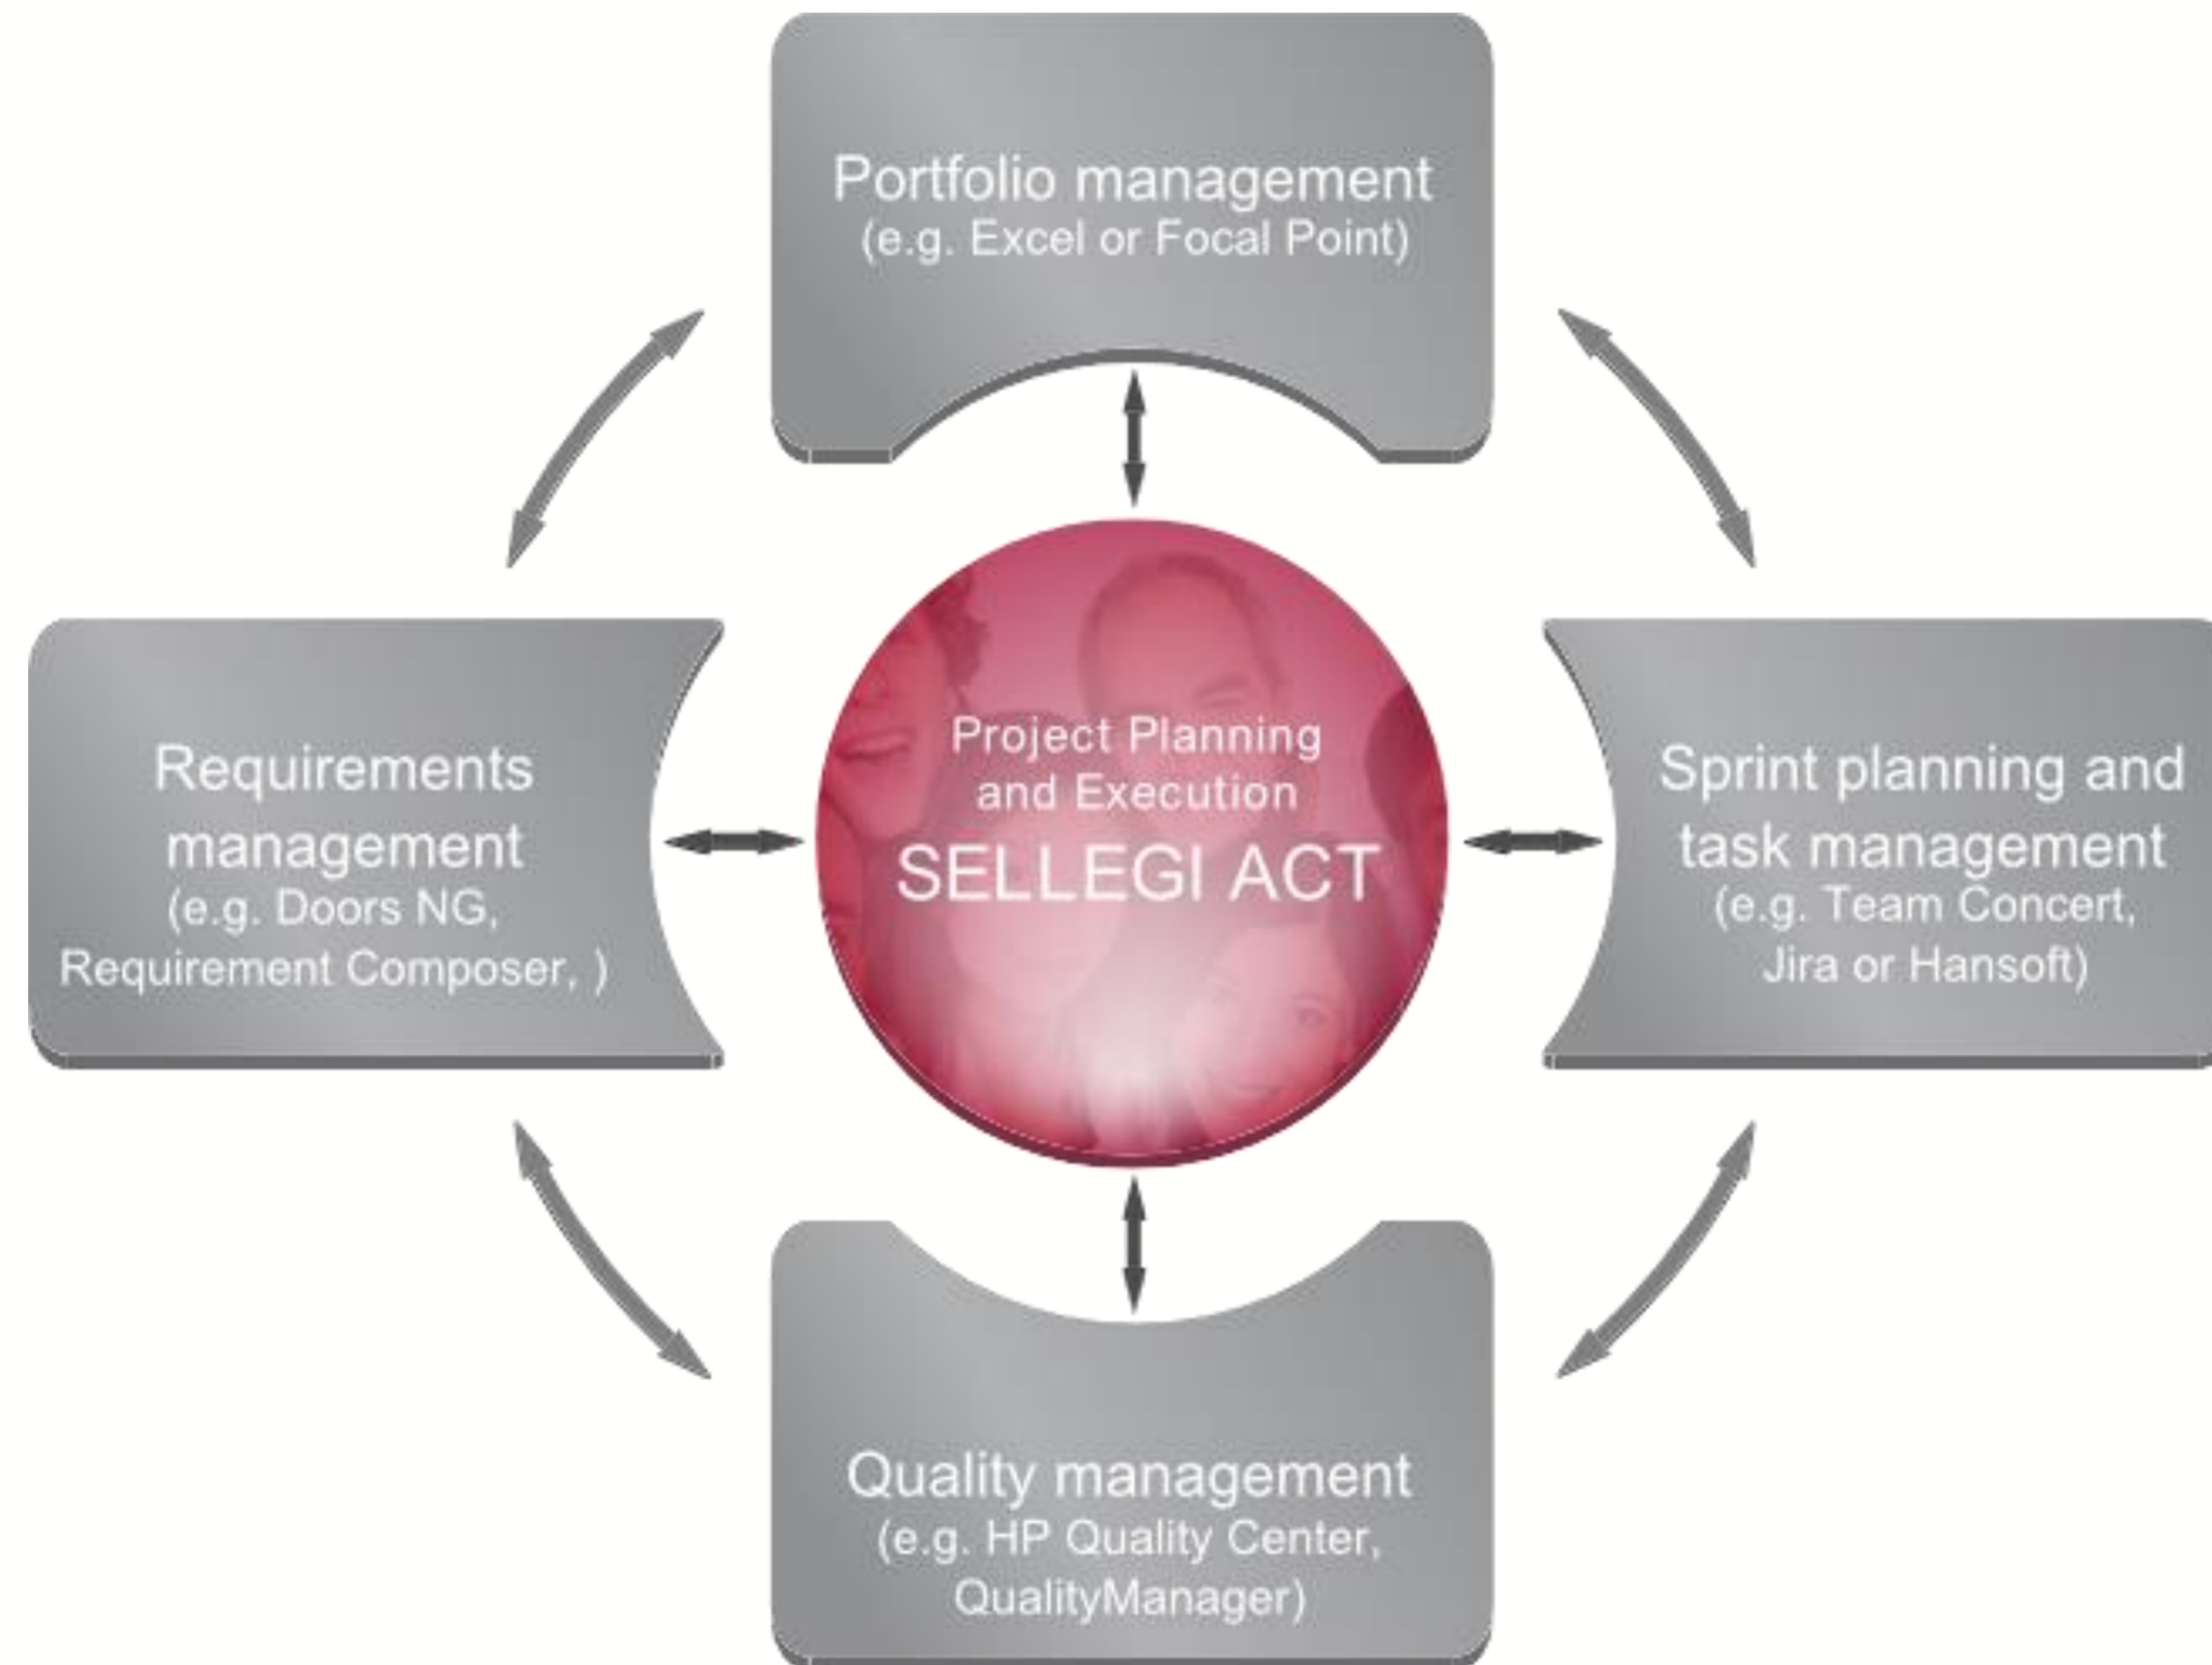 Portfolio management
(e.g. Excel or Focal Point)
Requirements
management
(e.g. Doors NG,
Requirement Composer, )
Project Planning
and Execution
SELLEGI ACT
Sprint planning and
task management
(e.g. Team Concert,
Jira or Hansoft)
Quality management
(e.g. HP Quality Center,
QualityManager)